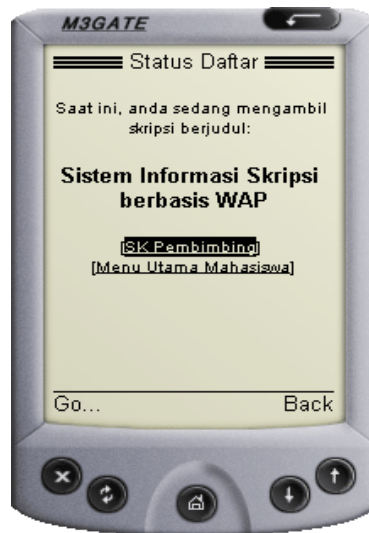 M3GATE
Status Daftar
Saat ini, anda sedang mengambil
skripsi berjudul:
Sistem Informasi Skripsi
berbasis WAP
[SK Pembimbing]
[Menu Utama Mahasiswa]
Go... Back